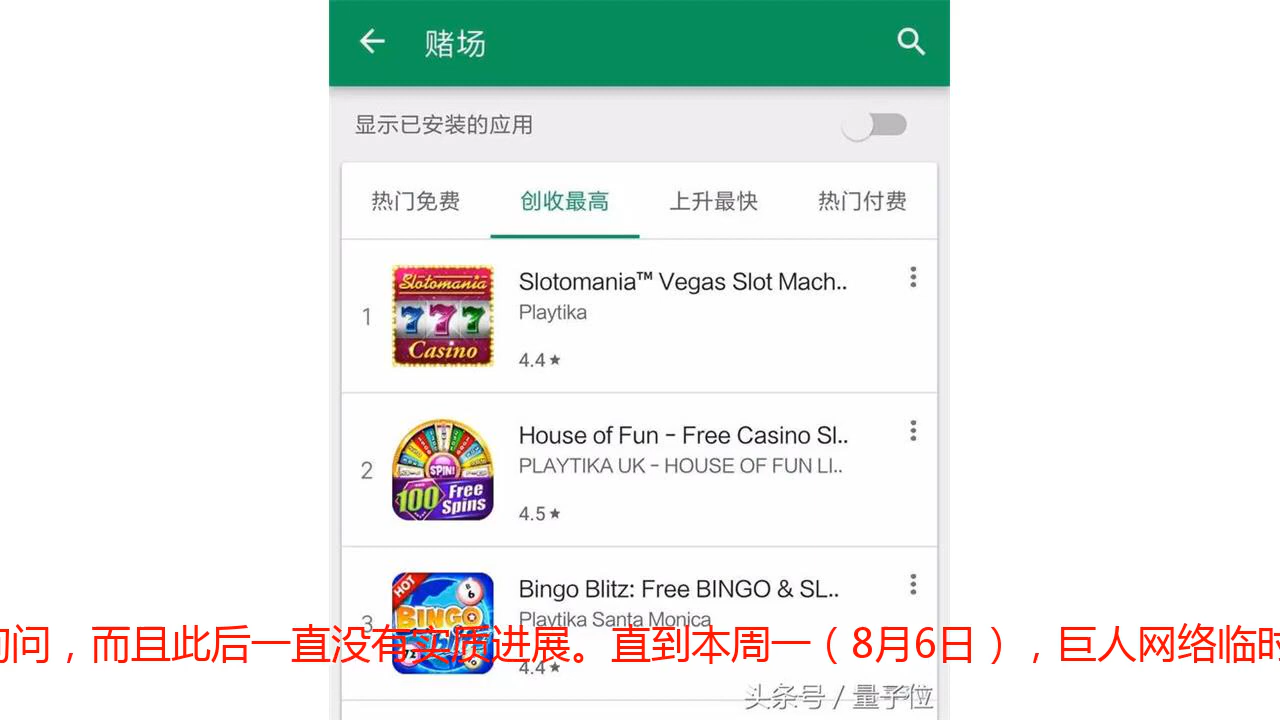 赌场
显示已安装的应用
热门免费 创收最高 上升最快 热门付费
1
Slotomania
777
Casino
Slotomania™ Vegas Slot Mach..
Playtika
4.4★
2
SPIN!
100 Free Spins
House of Fun - Free Casino Sl..
PLAYTIKA UK - HOUSE OF FUN LI..
4.5★
3
HOT
6
BINGO
72
Bingo Blitz: Free BINGO & SL..
Playtika Santa Monica
询问，而且此后一直没有实质进展。直到本周一（8月6日），巨人网络临时
4.4★
头条号 / 量子位